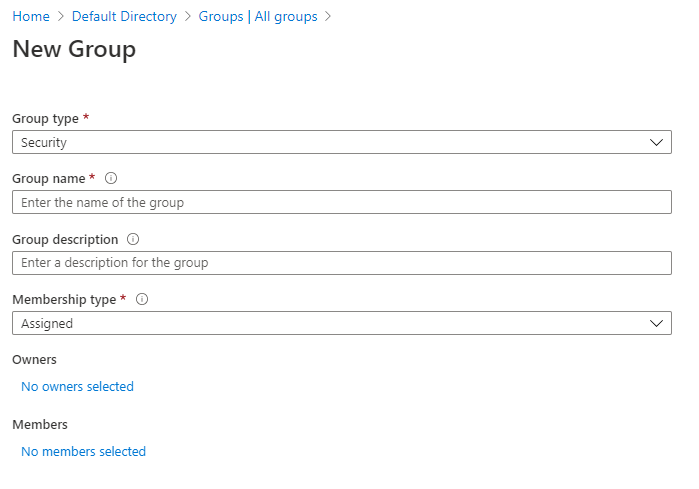 Home > Default Directory > Groups | All groups >
New Group
Group type *
Security
Group name *
Enter the name of the group
Group description
Enter a description for the group
Membership type *
Assigned
Owners
No owners selected
Members
No members selected